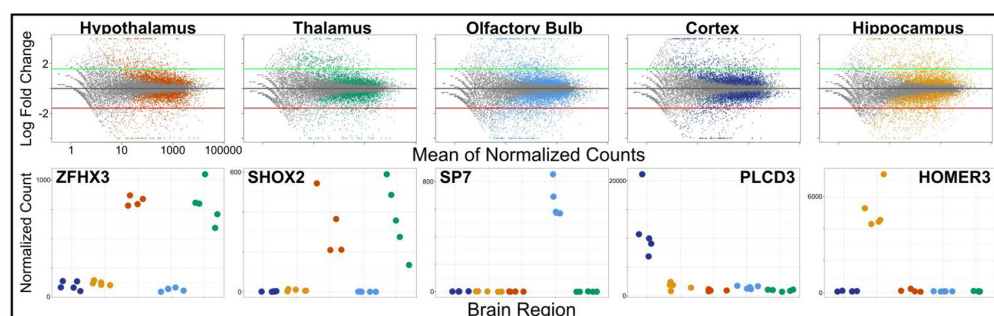 Hypothalamus Thalamus Olfactory Bulb Cortex Hippocampus
Log Fold Change
2
-2
1 10 1000 100000
Mean of Normalized Counts
ZFHX3 SHOX2 SP7 PLCD3 HOMER3
Normalized Count
1000 600 800 20000 6000
0 0 0 0 0
Brain Region